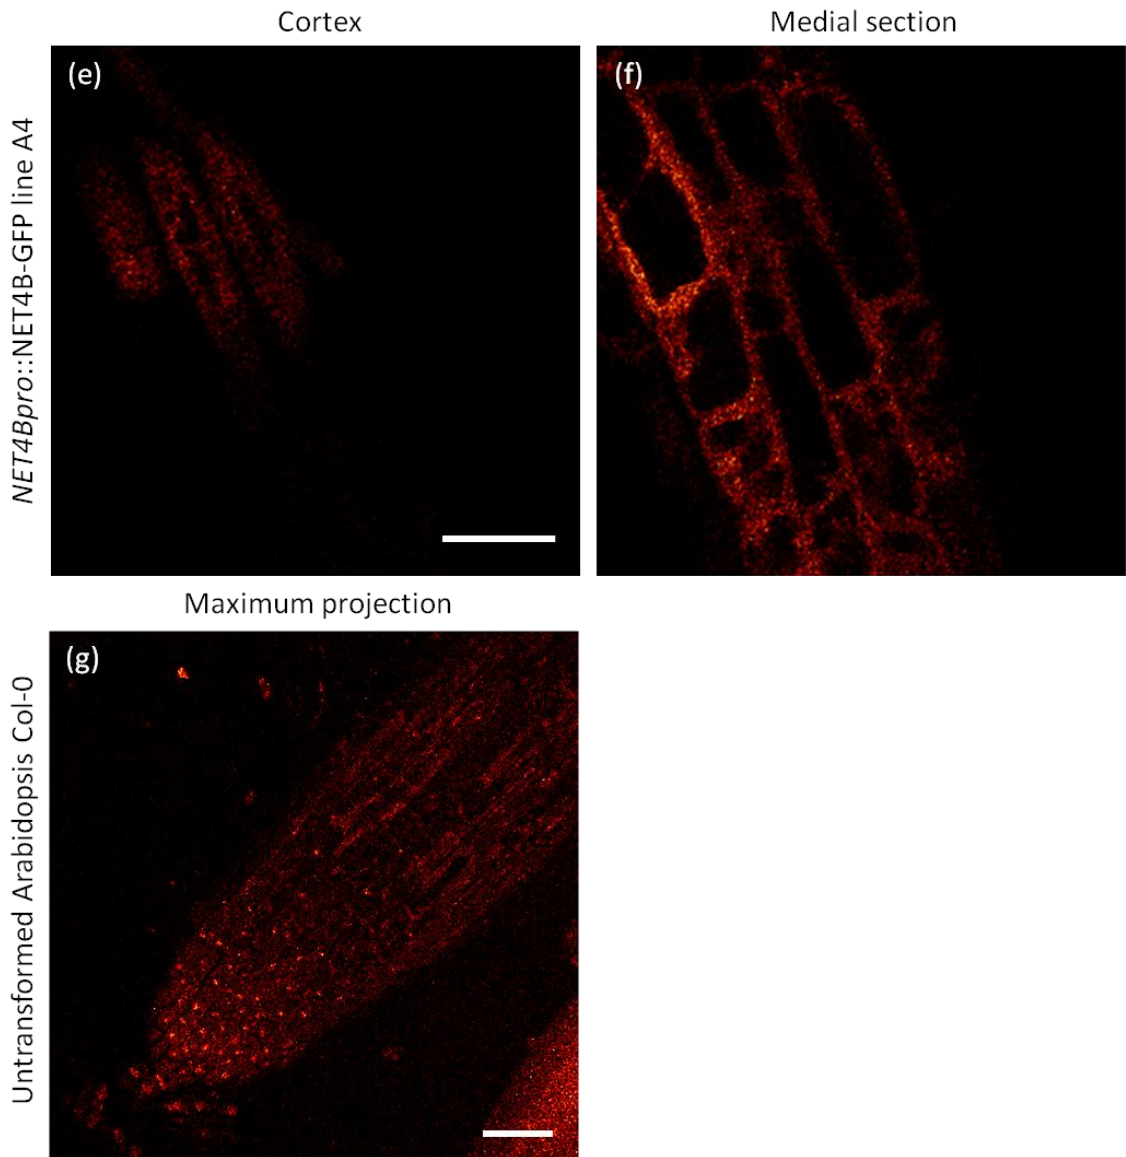 Cortex
Medial section
NET4Bpro::NET4B-GFP line A4
(e)
(f)
Maximum projection
Untransformed Arabidopsis Col-0
(g)